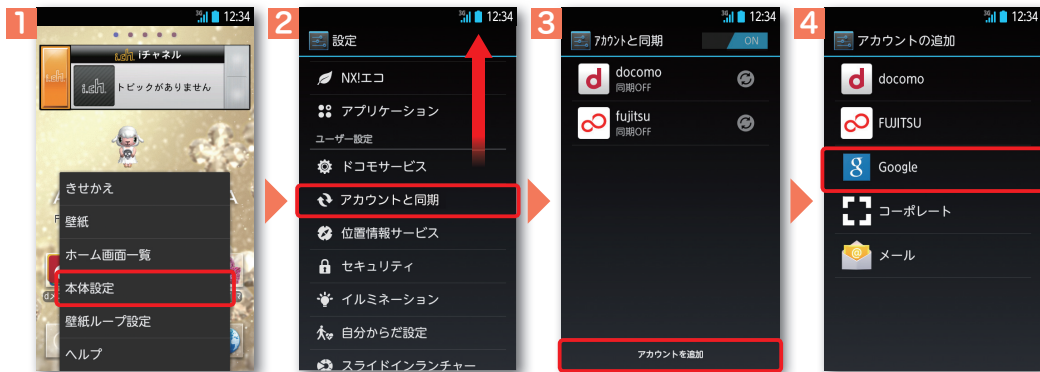 1
3G 12:34
i.ch. iチャネル
i.ch.
i.ch.
トピックがありません
きせかえ
壁紙
ホーム画面一覧
本体設定
壁紙ループ設定
ヘルプ
2
3G 12:34
設定
NX!エコ
アプリケーション
ユーザー設定
ドコモサービス
アカウントと同期
位置情報サービス
セキュリティ
イルミネーション
自分からだ設定
スライドインランチャー
3
3G 12:34
アカウントと同期 ON
d docomo
同期OFF
fujitsu
同期OFF
アカウントを追加
4
3G 12:34
アカウントの追加
d docomo
FUJITSU
g Google
コーポレート
@ メール